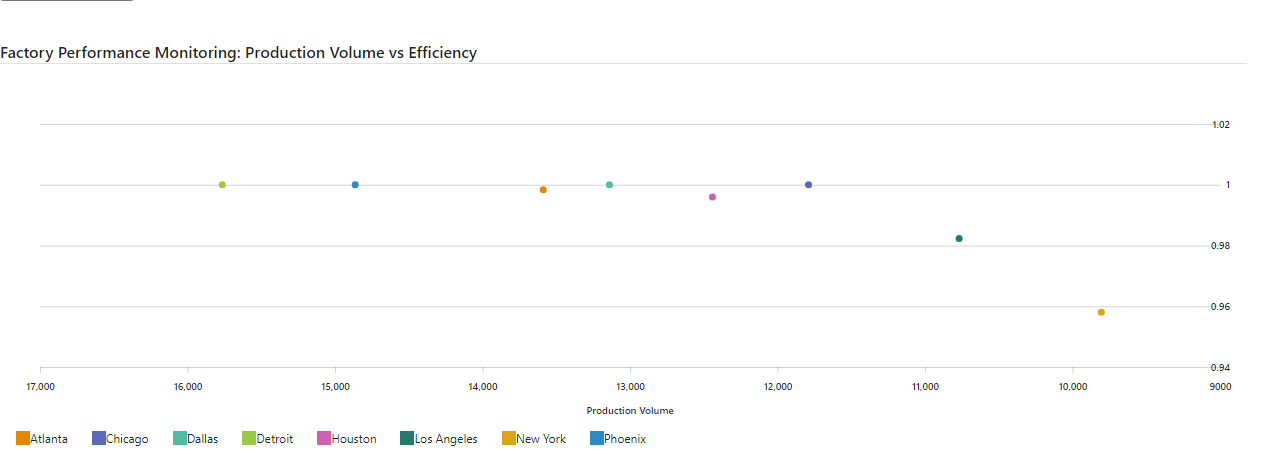 Factory Performance Monitoring: Production Volume vs Efficiency
1.02
1
0.98
0.96
0.94
17,000 16,000 15,000 14,000 13,000 12,000 11,000 10,000 9000
Production Volume
Atlanta Chicago Dallas Detroit Houston Los Angeles New York Phoenix